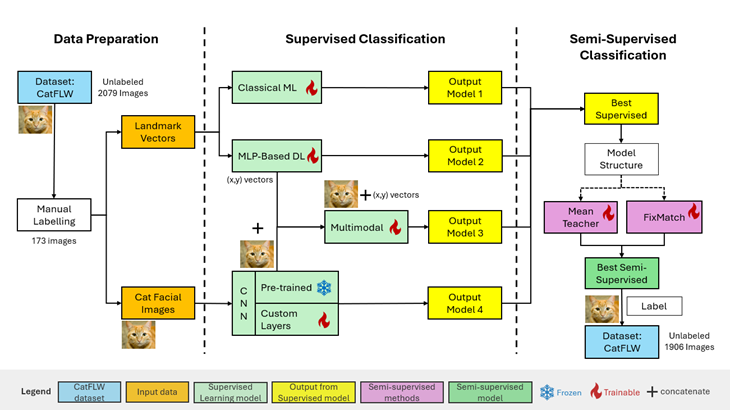 Data Preparation
Supervised Classification
Semi-Supervised
Classification
Dataset:
CatFLW
Unlabeled
2079 Images
Landmark
Vectors
Manual
Labelling
173 images
Cat Facial
Images
Classical ML
MLP-Based DL
(x,y) vectors
+
+ (x,y) vectors
Multimodal
C
N
N
Pre-trained
Custom
Layers
Output
Model 1
Output
Model 2
Output
Model 3
Output
Model 4
Best
Supervised
Model
Structure
Mean
Teacher
FixMatch
Best Semi-
Supervised
Label
Dataset:
CatFLW
Unlabeled
1906 Images
Legend
CatFLW
dataset
Input data
Supervised
Learning model
Output from
Supervised model
Semi-supervised
methods
Semi-supervised
model
Frozen
Trainable
+ concatenate